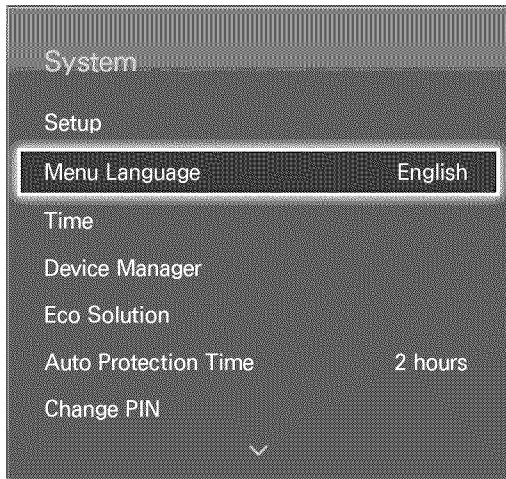 System
Setup
Menu Language English
Time
Device Manager
Eco Solution
Auto Protection Time 2 hours
Change PIN